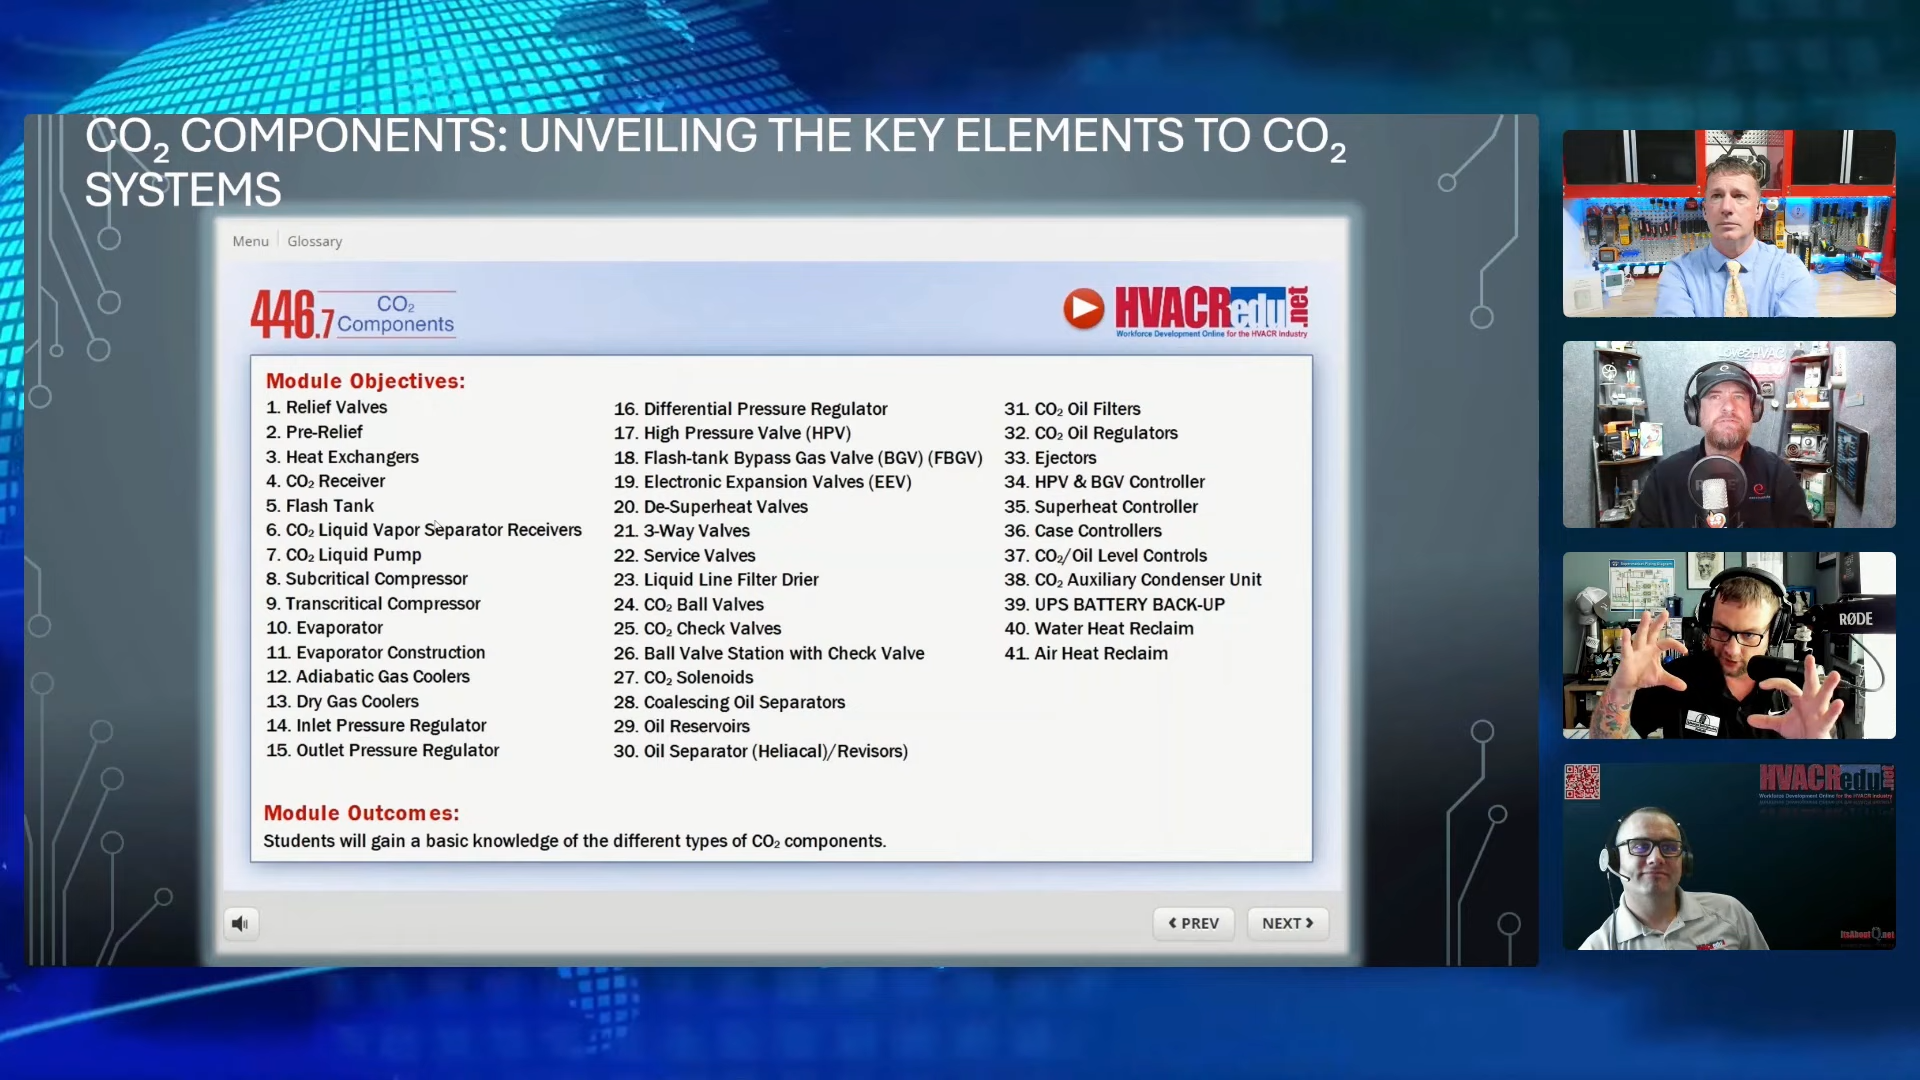 CO₂ COMPONENTS: UNVEILING THE KEY ELEMENTS TO CO₂
SYSTEMS
Menu
Glossary
446.7
CO₂
Components
HVACRedu.net
Workforce Development Online for the HVACR Industry
Module Objectives:
1. Relief Valves
2. Pre-Relief
3. Heat Exchangers
4. CO₂ Receiver
5. Flash Tank
6. CO₂ Liquid Vapor Separator Receivers
7. CO₂ Liquid Pump
8. Subcritical Compressor
9. Transcritical Compressor
10. Evaporator
11. Evaporator Construction
12. Adiabatic Gas Coolers
13. Dry Gas Coolers
14. Inlet Pressure Regulator
15. Outlet Pressure Regulator
16. Differential Pressure Regulator
17. High Pressure Valve (HPV)
18. Flash-tank Bypass Gas Valve (BGV) (FBGV)
19. Electronic Expansion Valves (EEV)
20. De-Superheat Valves
21. 3-Way Valves
22. Service Valves
23. Liquid Line Filter Drier
24. CO₂ Ball Valves
25. CO₂ Check Valves
26. Ball Valve Station with Check Valve
27. CO₂ Solenoids
28. Coalescing Oil Separators
29. Oil Reservoirs
30. Oil Separator (Heliacal)/Revisors)
31. CO₂ Oil Filters
32. CO₂ Oil Regulators
33. Ejectors
34. HPV & BGV Controller
35. Superheat Controller
36. Case Controllers
37. CO₂/Oil Level Controls
38. CO₂ Auxiliary Condenser Unit
39. UPS BATTERY BACK-UP
40. Water Heat Reclaim
41. Air Heat Reclaim
Module Outcomes:
Students will gain a basic knowledge of the different types of CO₂ components.
PREV
NEXT
Love2HVAC
RØDE
HVACRedu.net
ItsAboutQ.net